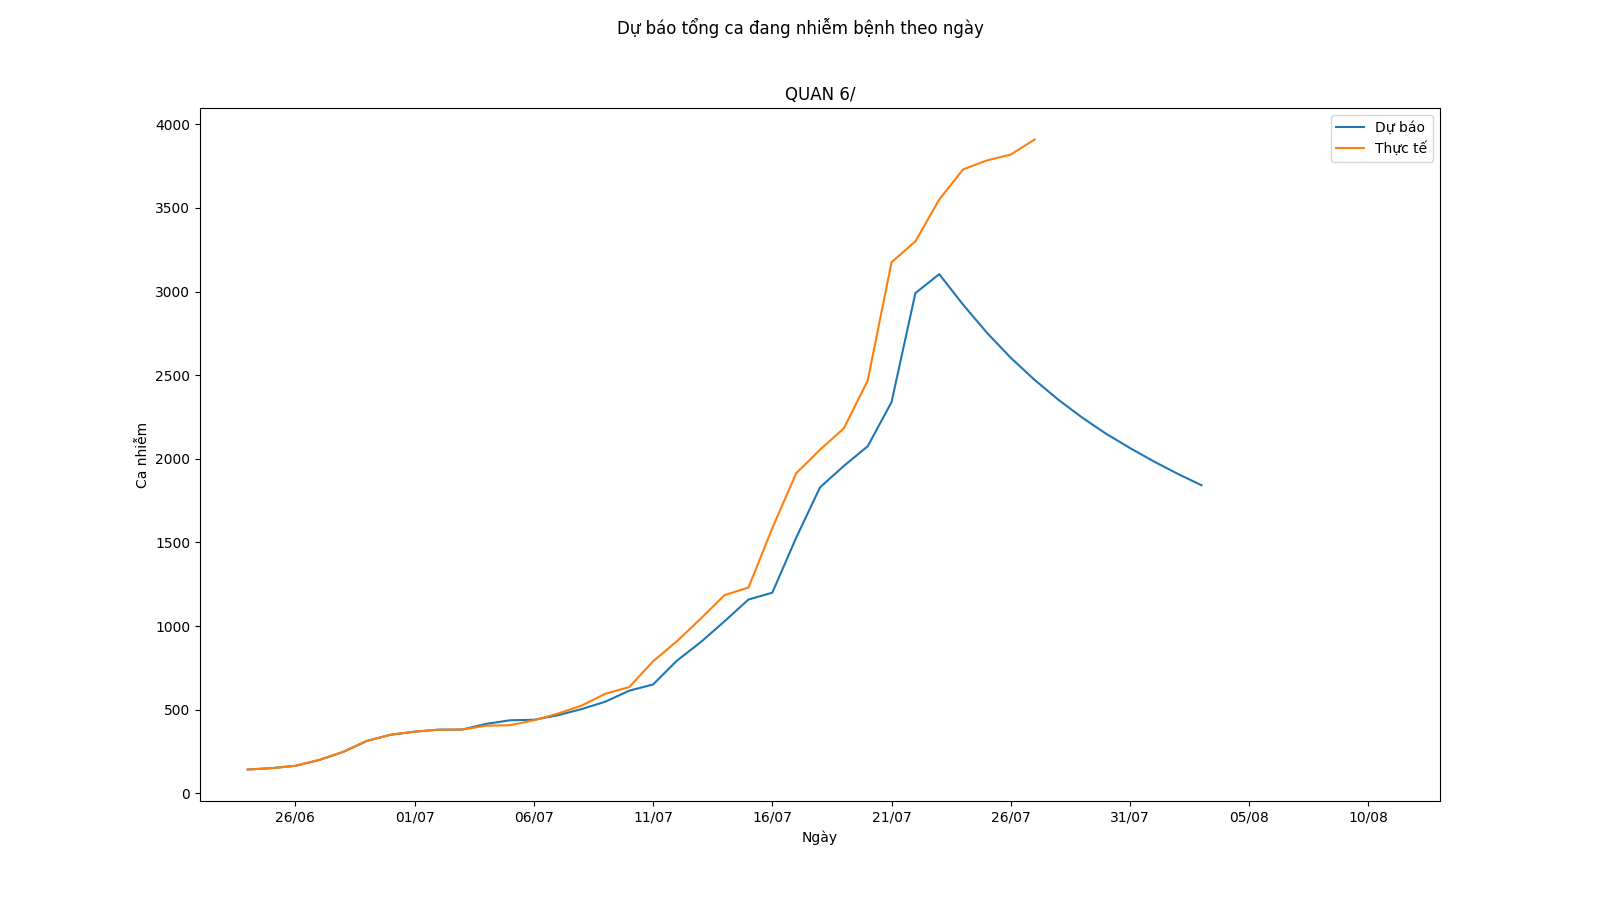 Dự báo tổng ca đang nhiễm bệnh theo ngày
QUAN 6/
Dự báo
Thực tế
Ca nhiễm
4000
3500
3000
2500
2000
1500
1000
500
0
26/06 01/07 06/07 11/07 16/07 21/07 26/07 31/07 05/08 10/08
Ngày